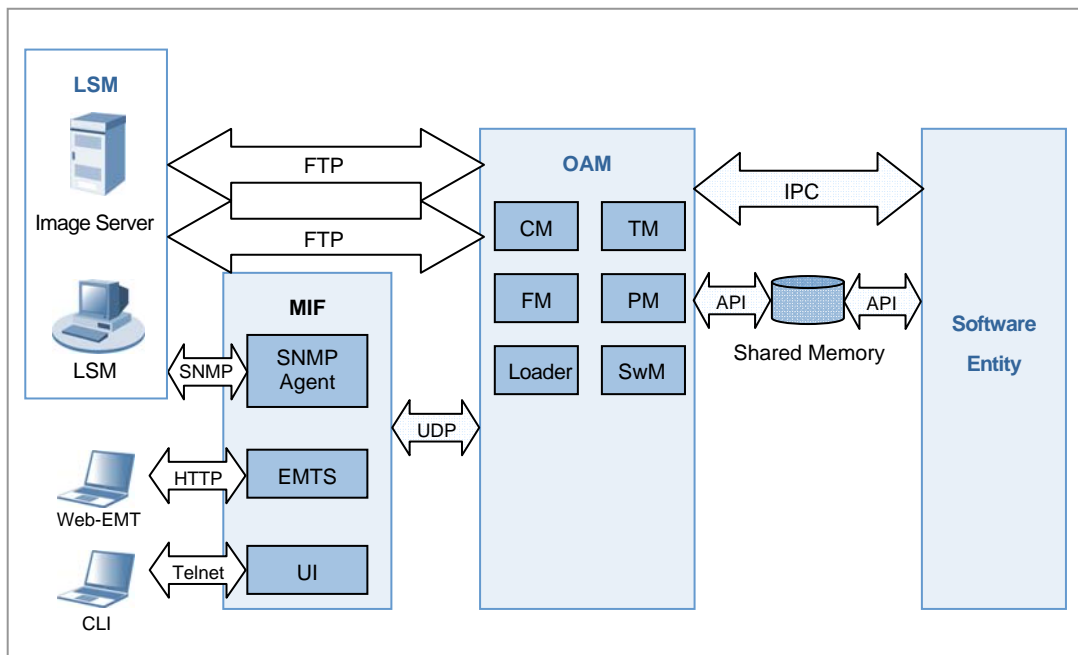 LSM
Image Server
LSM
Web-EMT
CLI
FTP
FTP
SNMP
HTTP
Telnet
MIF
SNMP
Agent
EMTS
UI
UDP
OAM
CM
TM
FM
PM
Loader
SwM
IPC
API
API
Shared Memory
Software
Entity